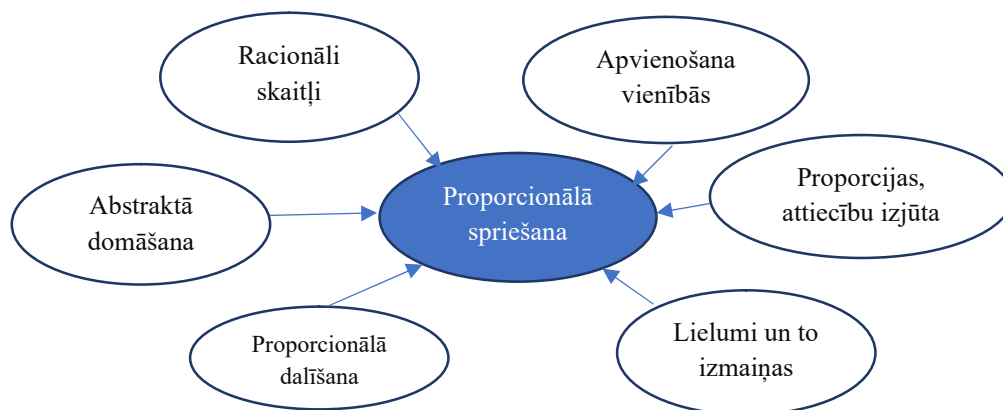 Racionāli
skaitļi
Apvienošana
vienībās
Abstraktā
domāšana
Proporcionālā
spriešana
Proporcijas,
attiecību izjūta
Proporcionālā
dalīšana
Lielumi un to
izmaiņas